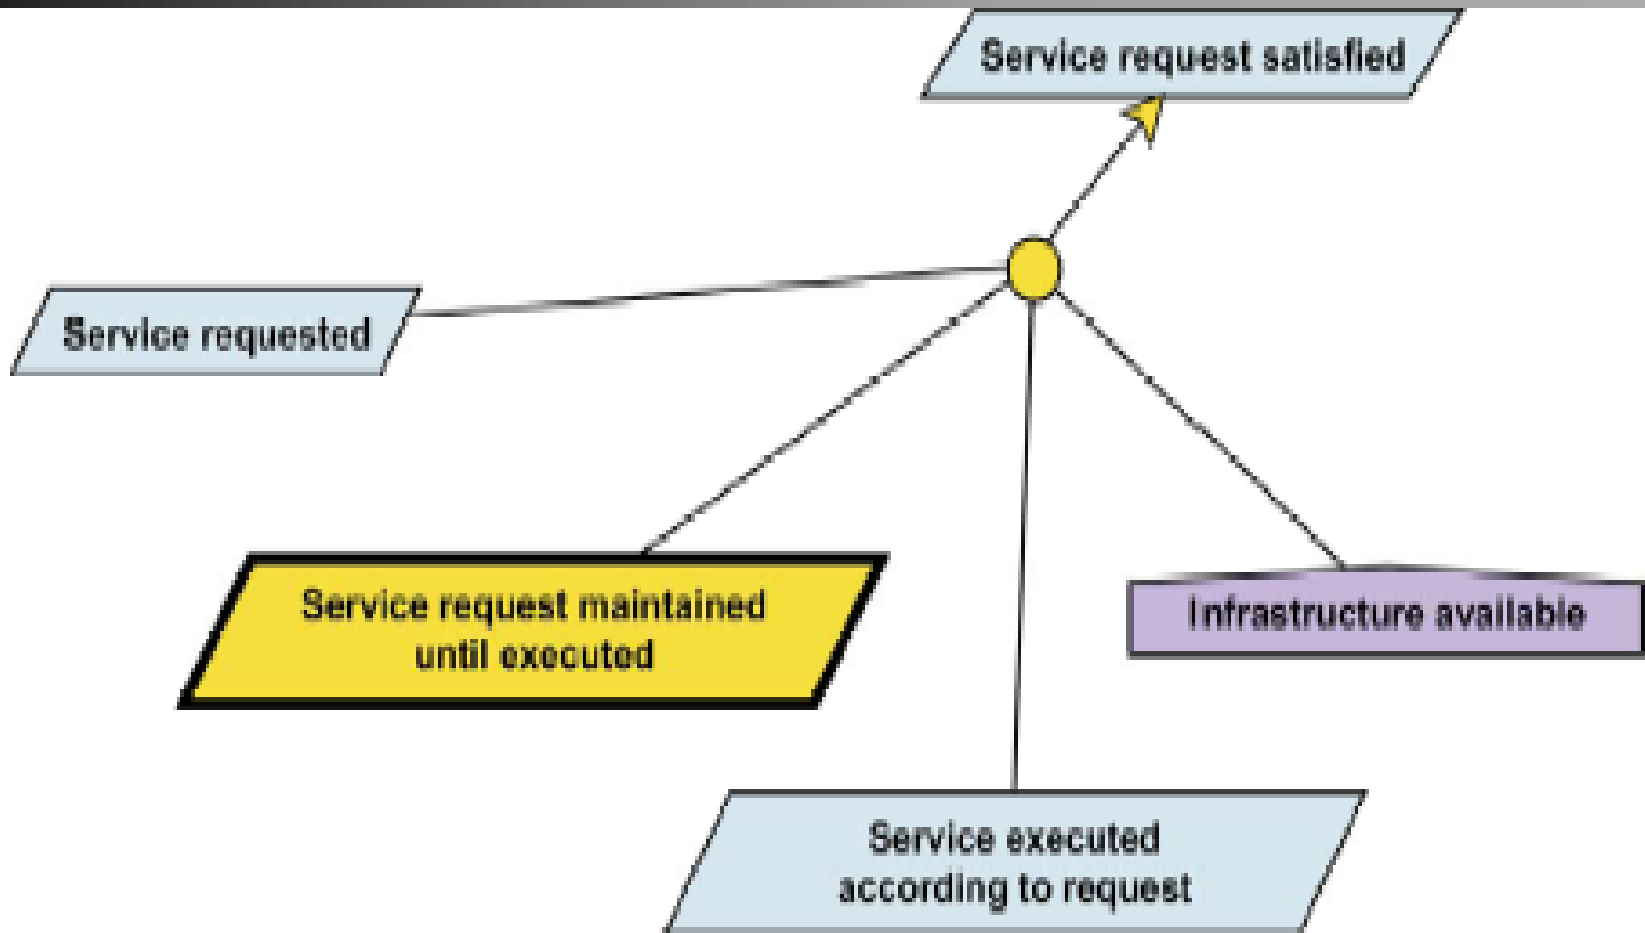 Service request satisfied
Service requested
Service request maintained
until executed
Infrastructure available
Service executed
according to request